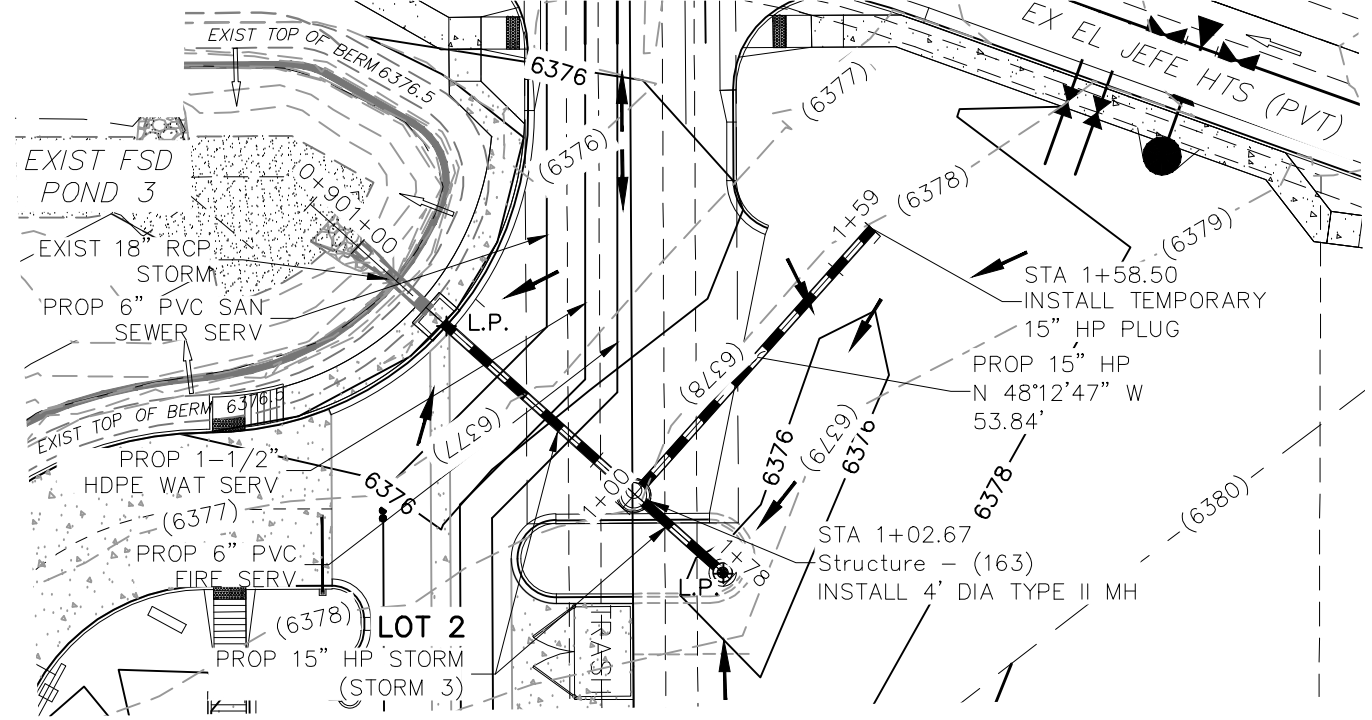 EXIST TOP OF BERM 6376.5
6376
(6377)
EX EL JEFE HTS (PVT)
(6376)
EXIST FSD
POND 3
0+90
1+00
1+59
(6378)
(6379)
EXIST 18" RCP
STORM
PROP 6" PVC SAN
SEWER SERV
L.P.
STA 1+58.50
INSTALL TEMPORARY
15" HP PLUG
PROP 15" HP
N 48°12'47" W
53.84'
(6378)
EXIST TOP OF BERM 6376.5
(6377)
6376
6376
(6379)
6378
(6380)
PROP 1-1/2"
HDPE WAT SERV
6376
(6377)
1+00
PROP 6" PVC
FIRE SERV
STA 1+02.67
Structure - (163)
INSTALL 4' DIA TYPE II MH
1+78
L.P.
(6378)
LOT 2
TRASH
PROP 15" HP STORM
(STORM 3)